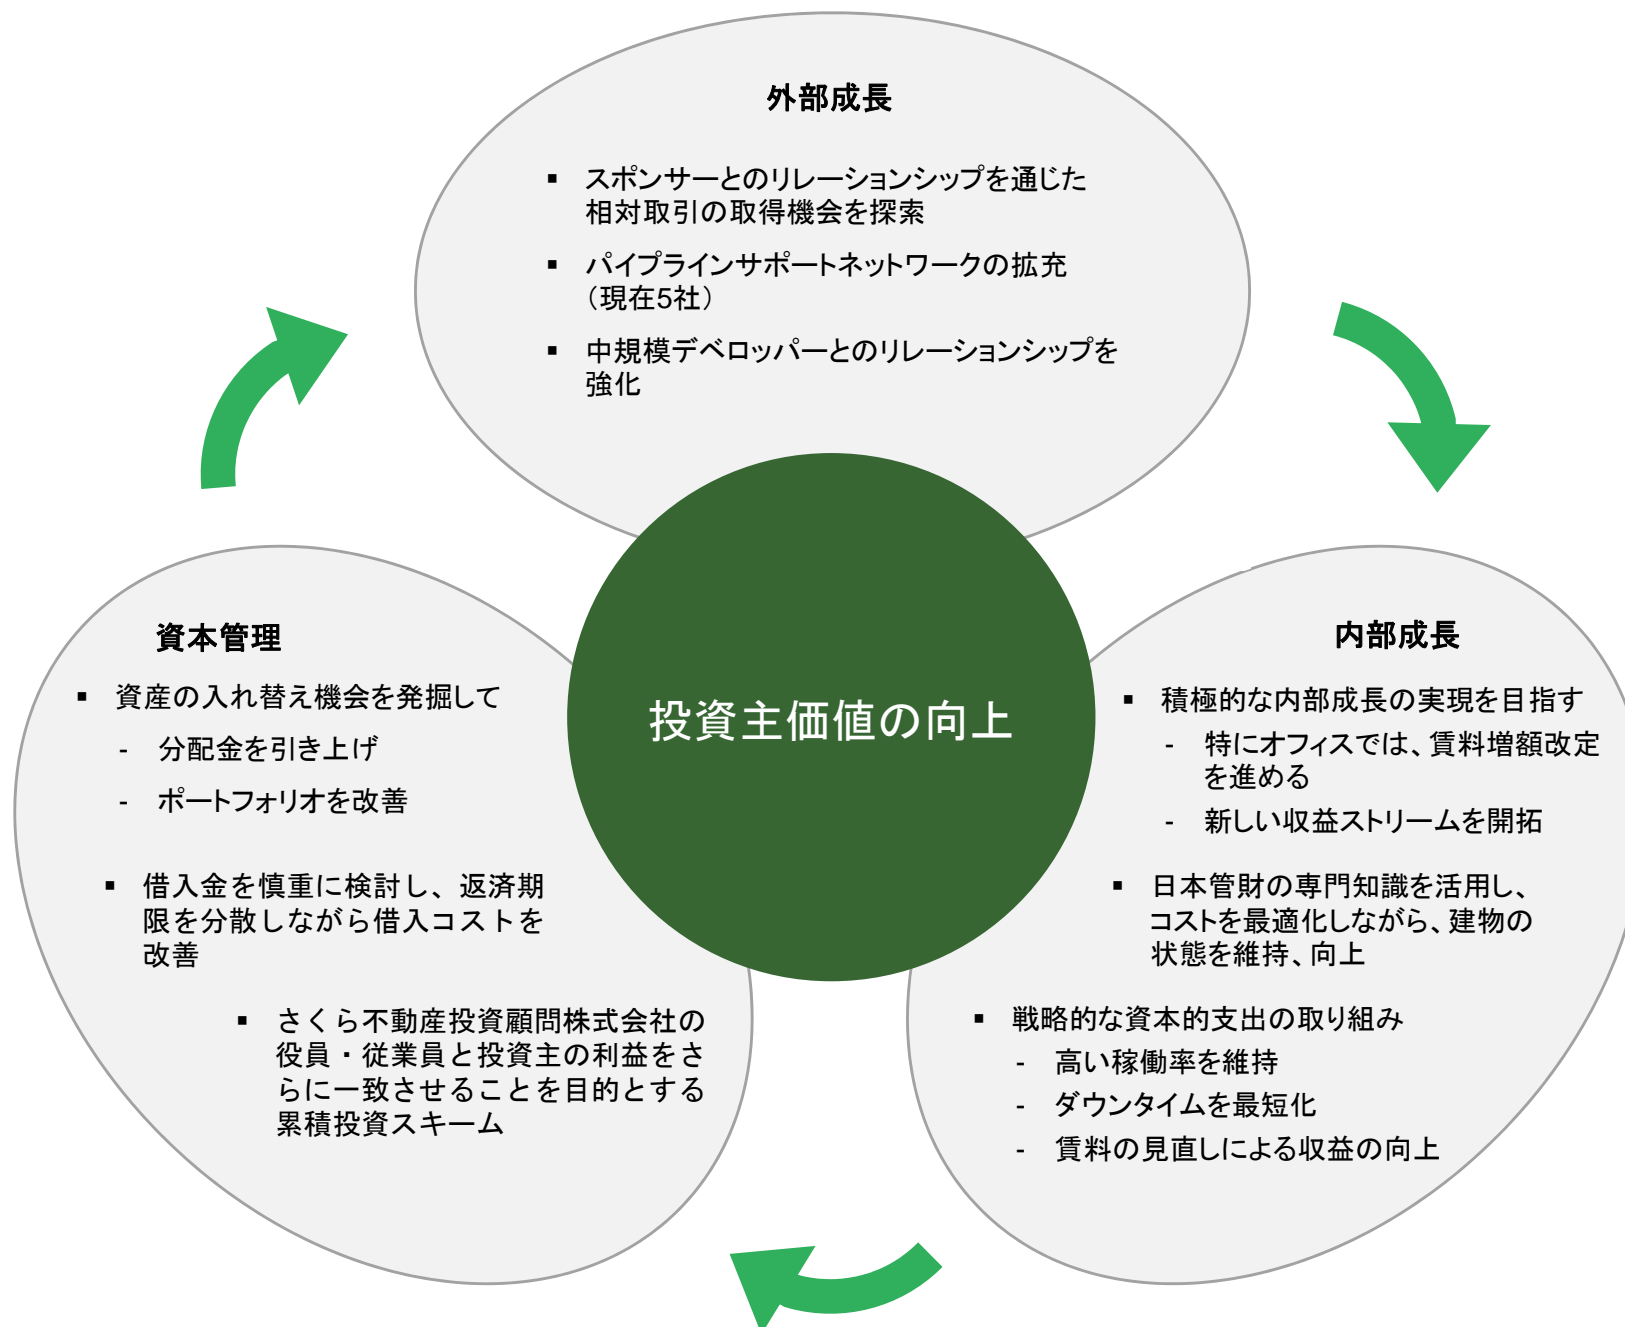 外部成長
▪ スポンサーとのリレーションシップを通じた
相対取引の取得機会を探索
▪ パイプラインサポートネットワークの拡充
（現在5社）
▪ 中規模デベロッパーとのリレーションシップを
強化
投資主価値の向上
内部成長
▪ 積極的な内部成長の実現を目指す
- 特にオフィスでは、賃料増額改定
を進める
- 新しい収益ストリームを開拓
▪ 日本管財の専門知識を活用し、
コストを最適化しながら、建物の
状態を維持、向上
▪ 戦略的な資本的支出の取り組み
- 高い稼働率を維持
- ダウンタイムを最短化
- 賃料の見直しによる収益の向上
資本管理
▪ 資産の入れ替え機会を発掘して
- 分配金を引き上げ
- ポートフォリオを改善
▪ 借入金を慎重に検討し、返済期
限を分散しながら借入コストを
改善
▪ さくら不動産投資顧問株式会社の
役員・従業員と投資主の利益をさ
らに一致させることを目的とする
累積投資スキーム